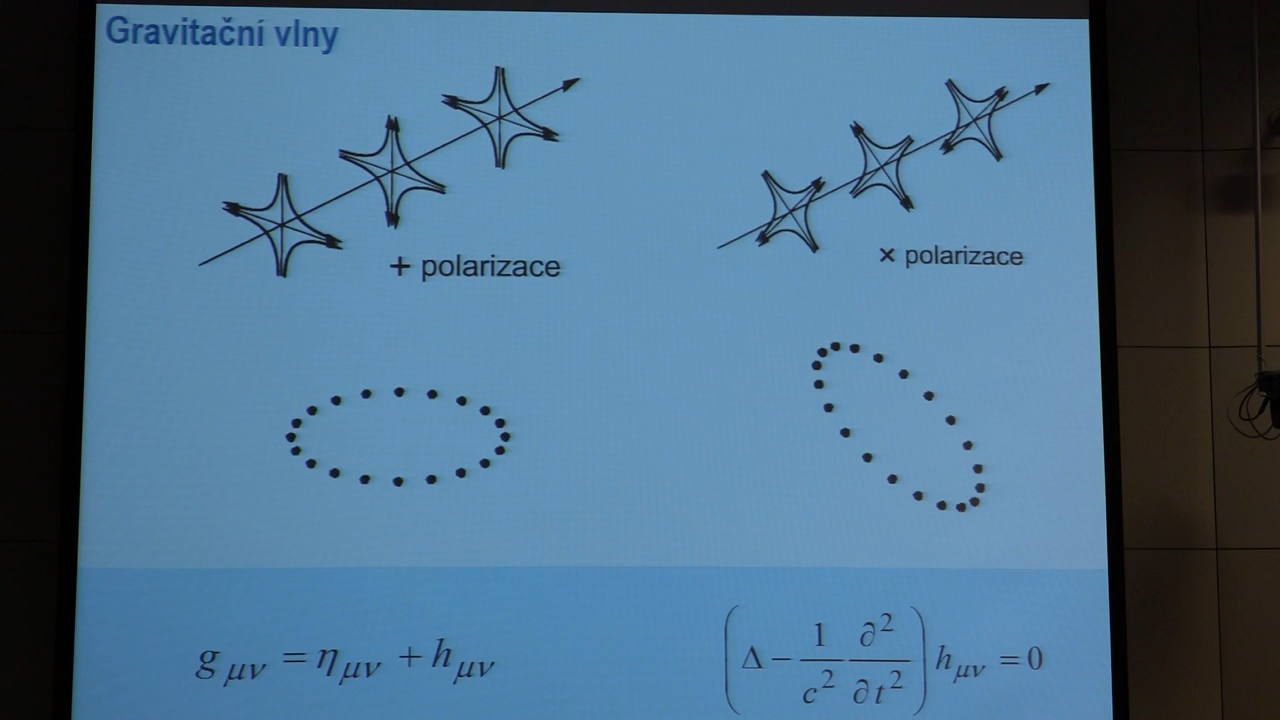 Gravitační vlny
+ polarizace
× polarizace
g μν = η μν + h μν
(Δ − 1/c² ∂²/∂t²) h μν = 0